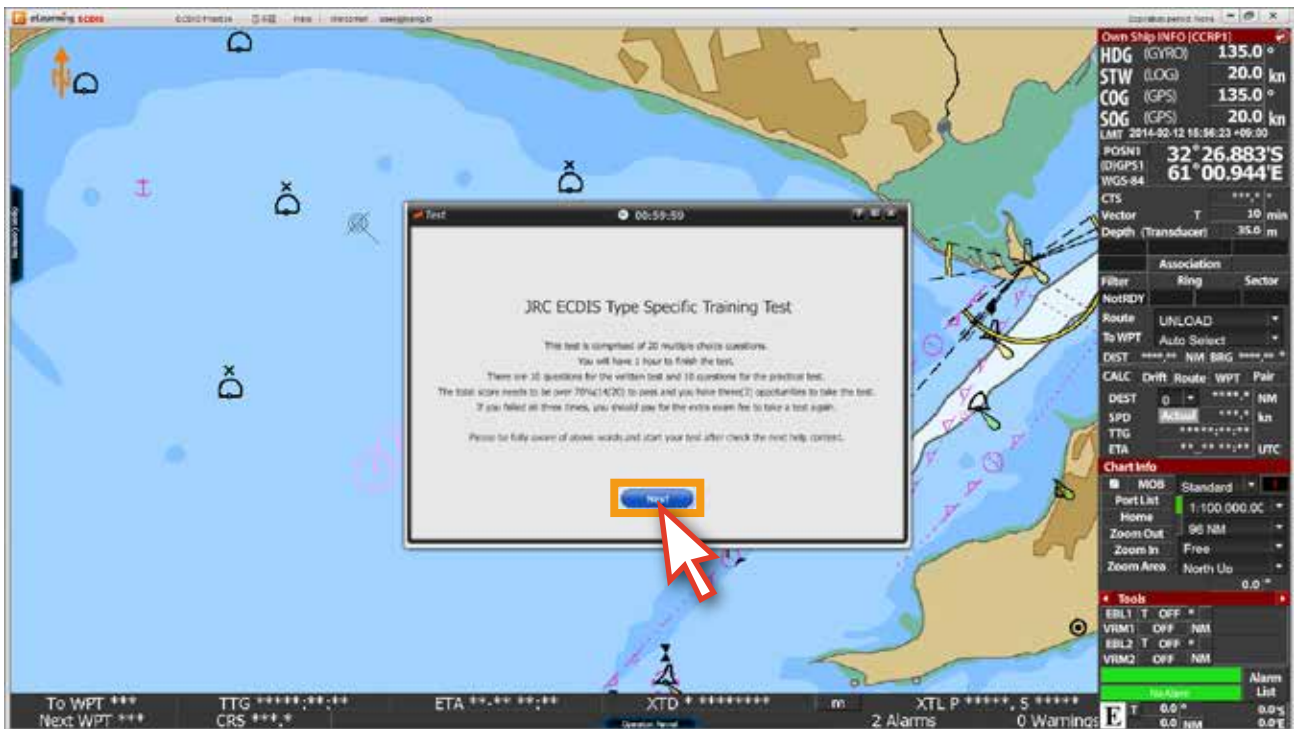 eLearning ECDIS
Own Ship INFO [CCRP1]
HDG (GYRO) 135.0 °
STW (LOG) 20.0 kn
COG (GPS) 135.0 °
SOG (GPS) 20.0 kn
LMT 2014-02-12 15:56:23 +09:00
POSN1 32°26.883'S
(D)GPS1 61°00.944'E
WGS-84
CTS ***.* °
Vector T 10 min
Depth (Transducer) 35.0 m
Association
Filter Ring Sector
NotRDY
Route UNLOAD
To WPT Auto Select
DIST ****.** NM BRG ****.** °
CALC Drift Route WPT Pair
DEST 0 ****.* NM
SPD Actual ***.* kn
TTG *****:**:**
ETA **_** **:** UTC
Chart Info
MOB Standard
Port List 1:100,000.0C
Home
Zoom Out 96 NM
Zoom In Free
Zoom Area North Up
0.0 °
Tools
EBL1 T OFF °
VRM1 OFF NM
EBL2 T OFF °
VRM2 OFF NM
No Alarm
Alarm List
E T 0.0 ° 0.0'S
0.0 NM 0.0'E
Test 00:59:59
JRC ECDIS Type Specific Training Test
This test is comprised of 20 multiple choice questions.
You will have 1 hour to finish the test.
There are 10 questions for the written test and 10 questions for the practical test.
The total score needs to be over 70%(14/20) to pass and you have three(3) opportunities to take the test.
If you failed all three times, you should pay for the extra exam fee to take a test again.
Please be fully aware of above words and start your test after check the next help content.
Next
To WPT *** TTG *****:**:** ETA **.** **:** XTD * ******** m XTL P *****, S *****
Next WPT *** CRS ***.* 2 Alarms 0 Warnings